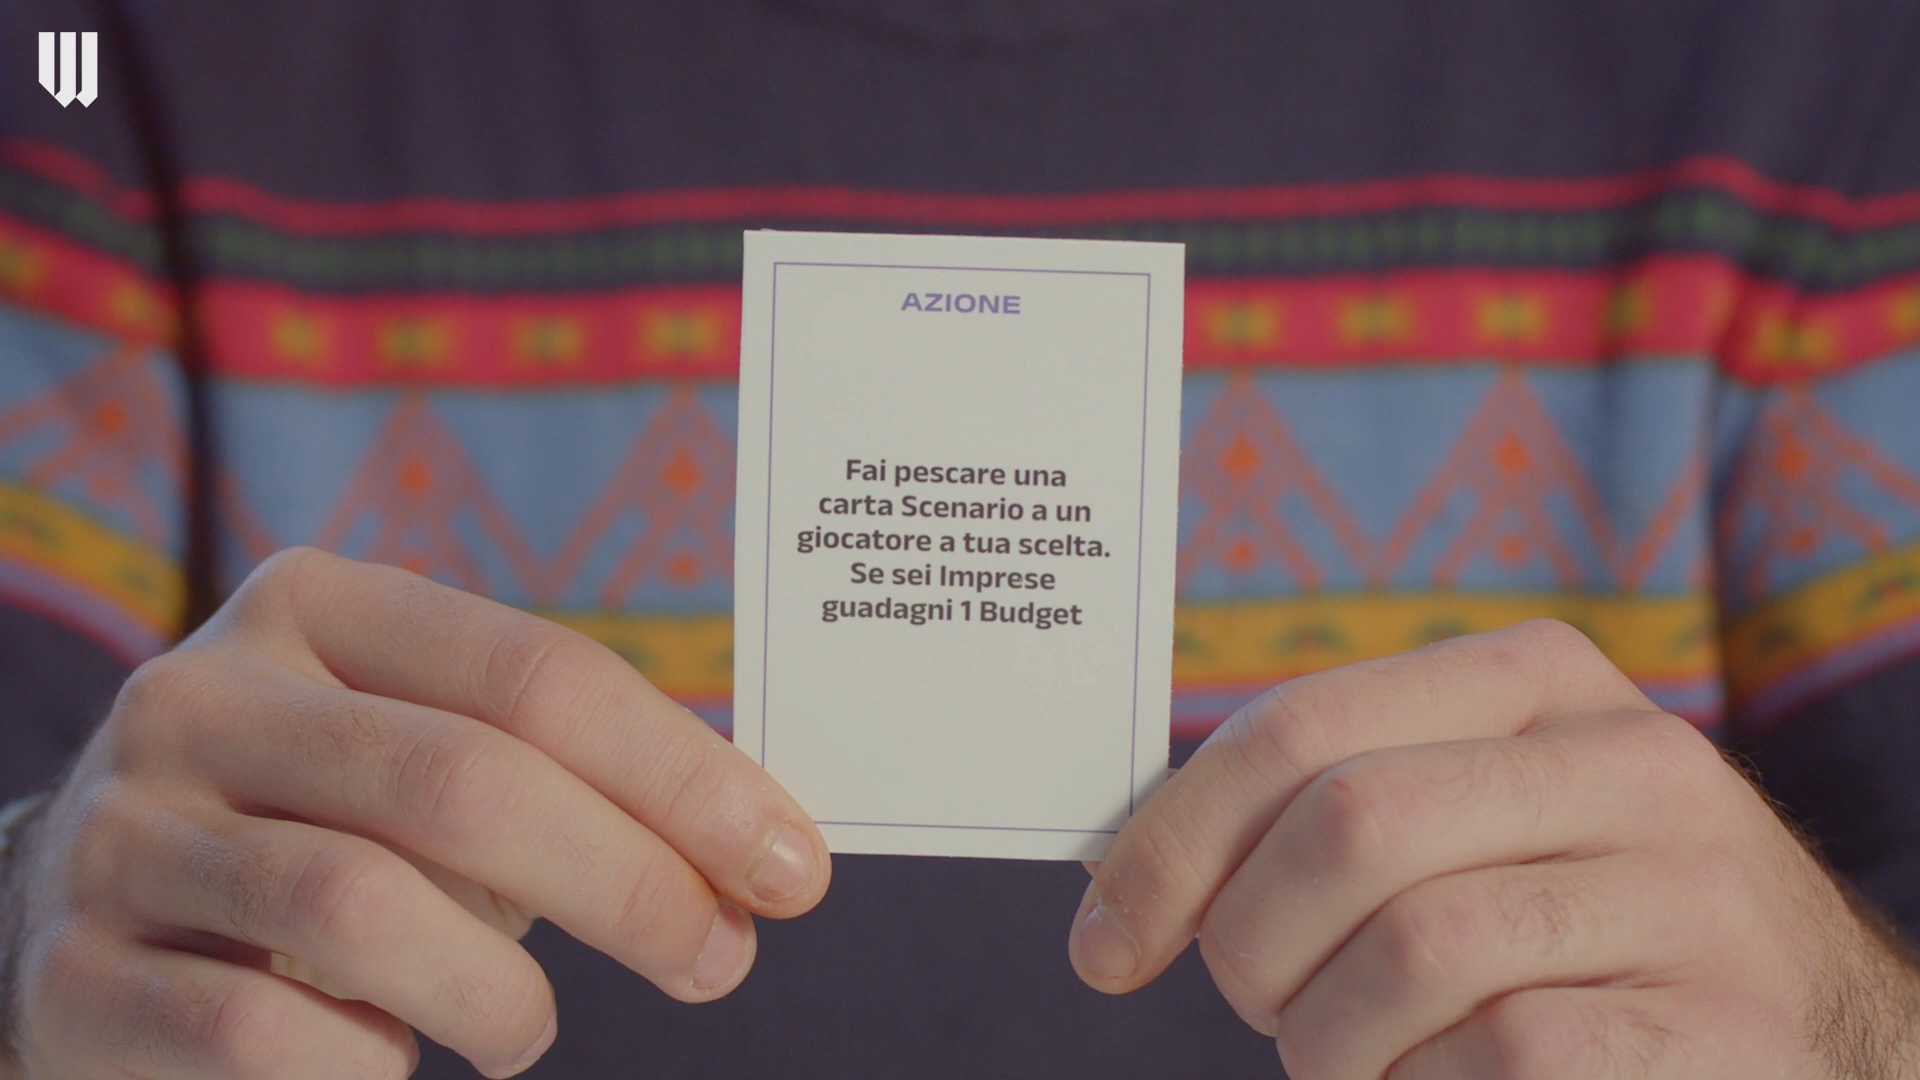 AZIONE
Fai pescare una
carta Scenario a un
giocatore a tua scelta.
Se sei Imprese
guadagni 1 Budget